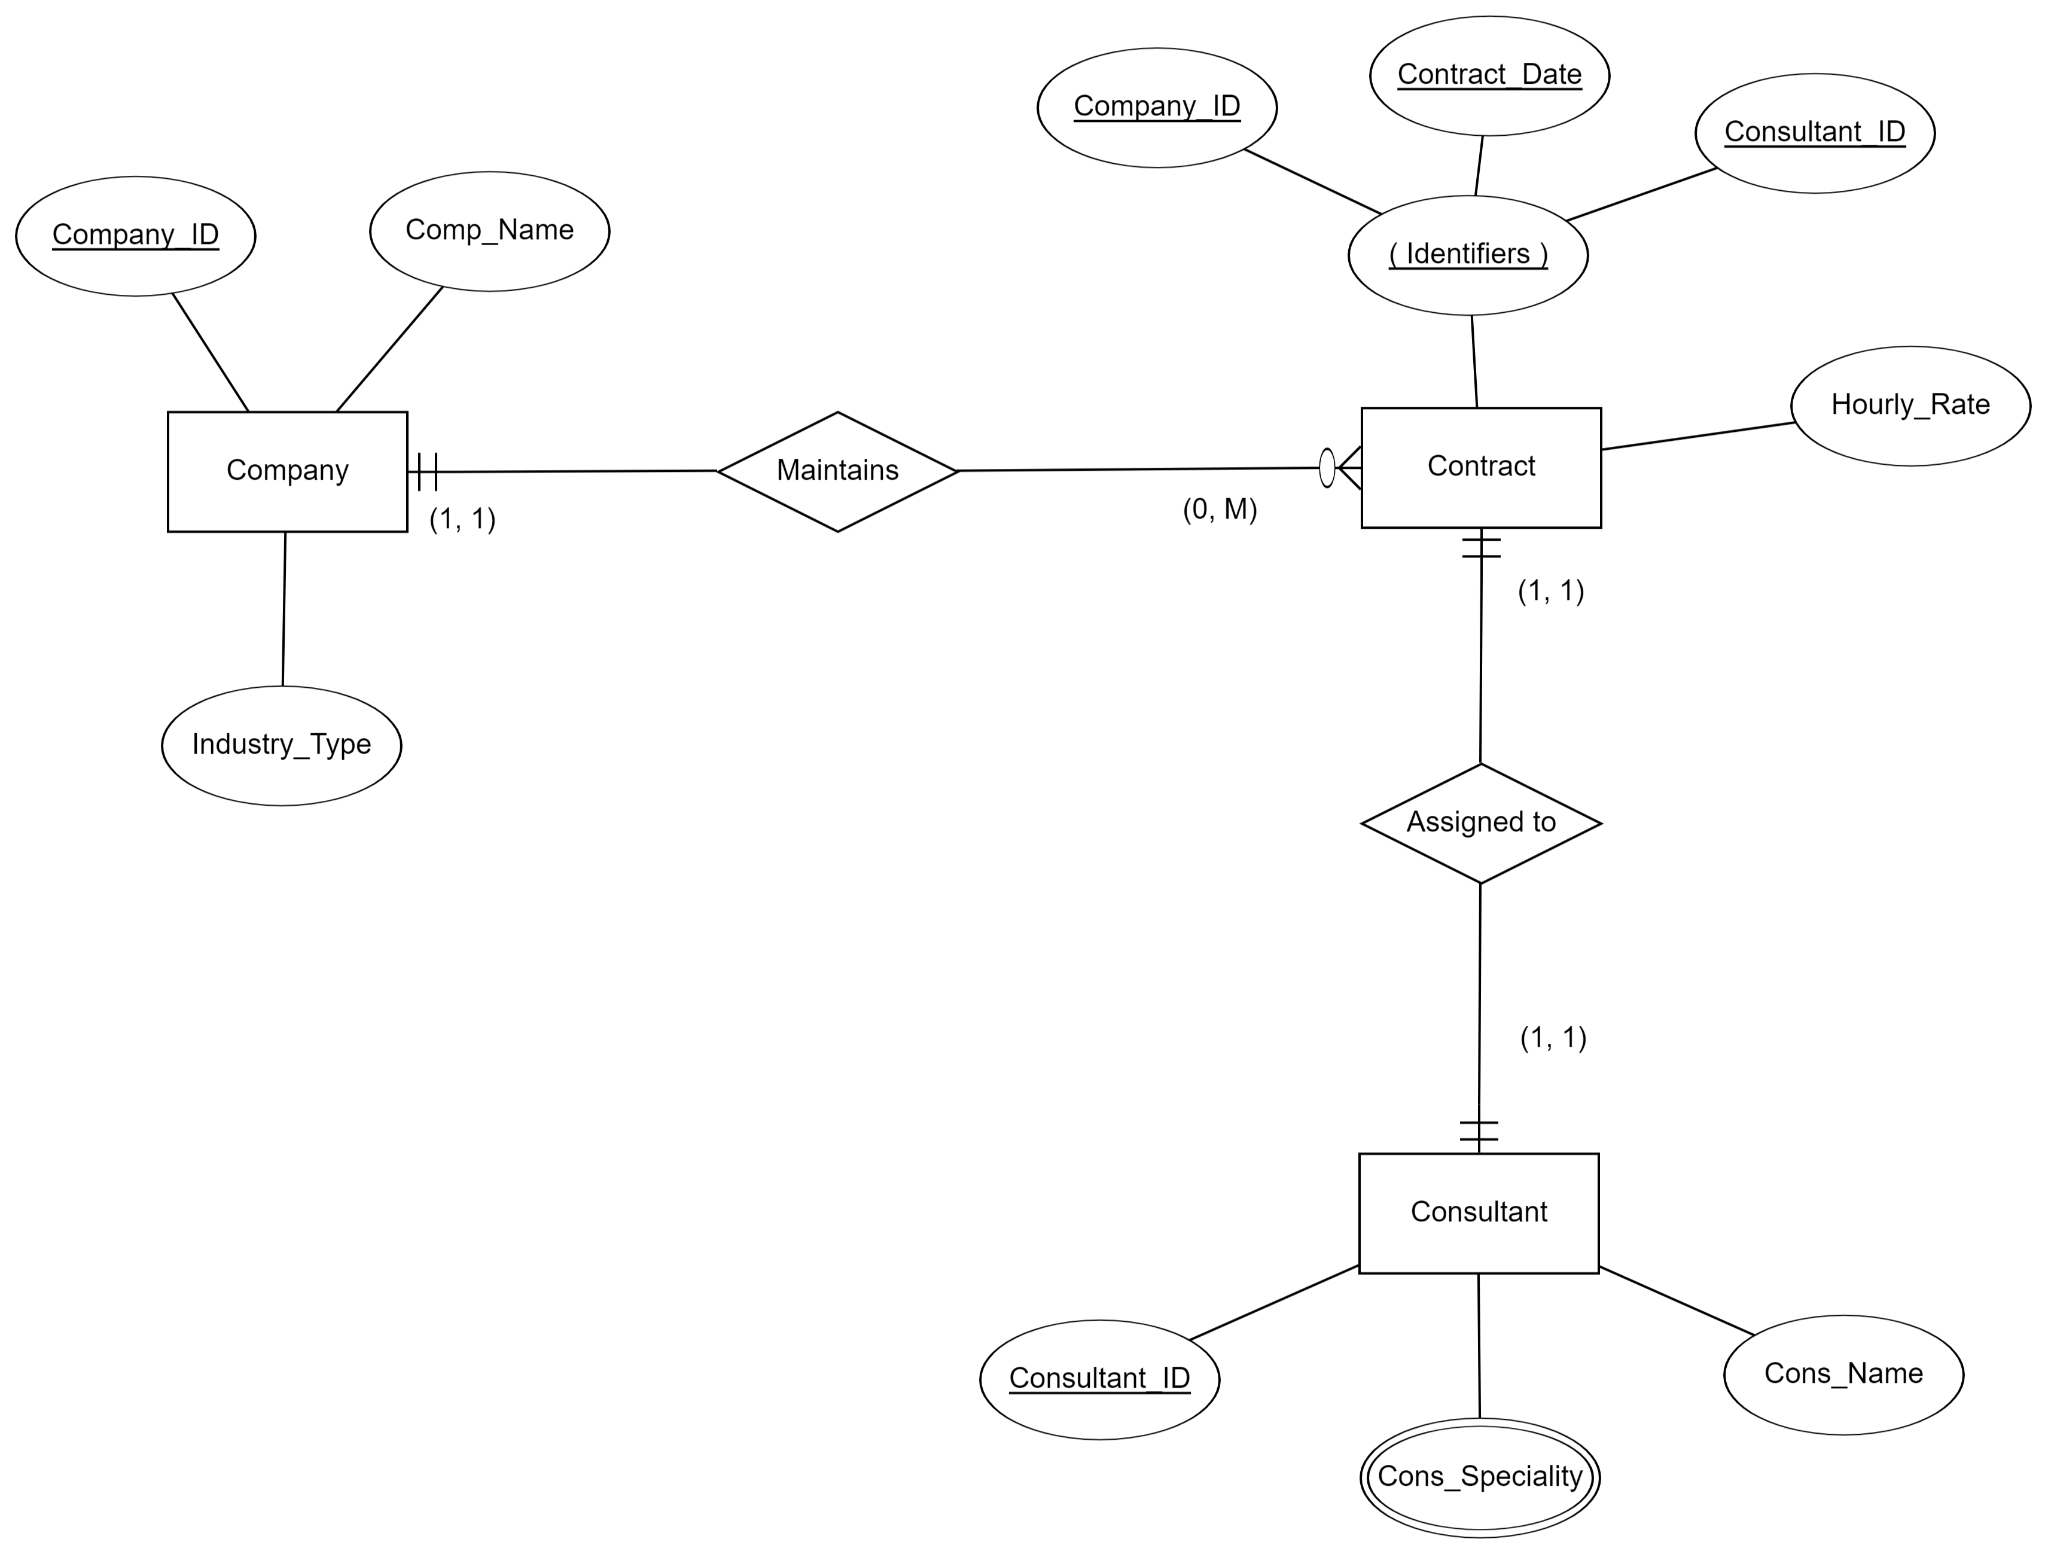 Contract_Date
Company_ID
Consultant_ID
Company_ID
Comp_Name
( Identifiers )
Hourly_Rate
Company
Maintains
Contract
(1, 1)
(0, M)
(1, 1)
Industry_Type
Assigned to
(1, 1)
Consultant
Consultant_ID
Cons_Name
Cons_Speciality